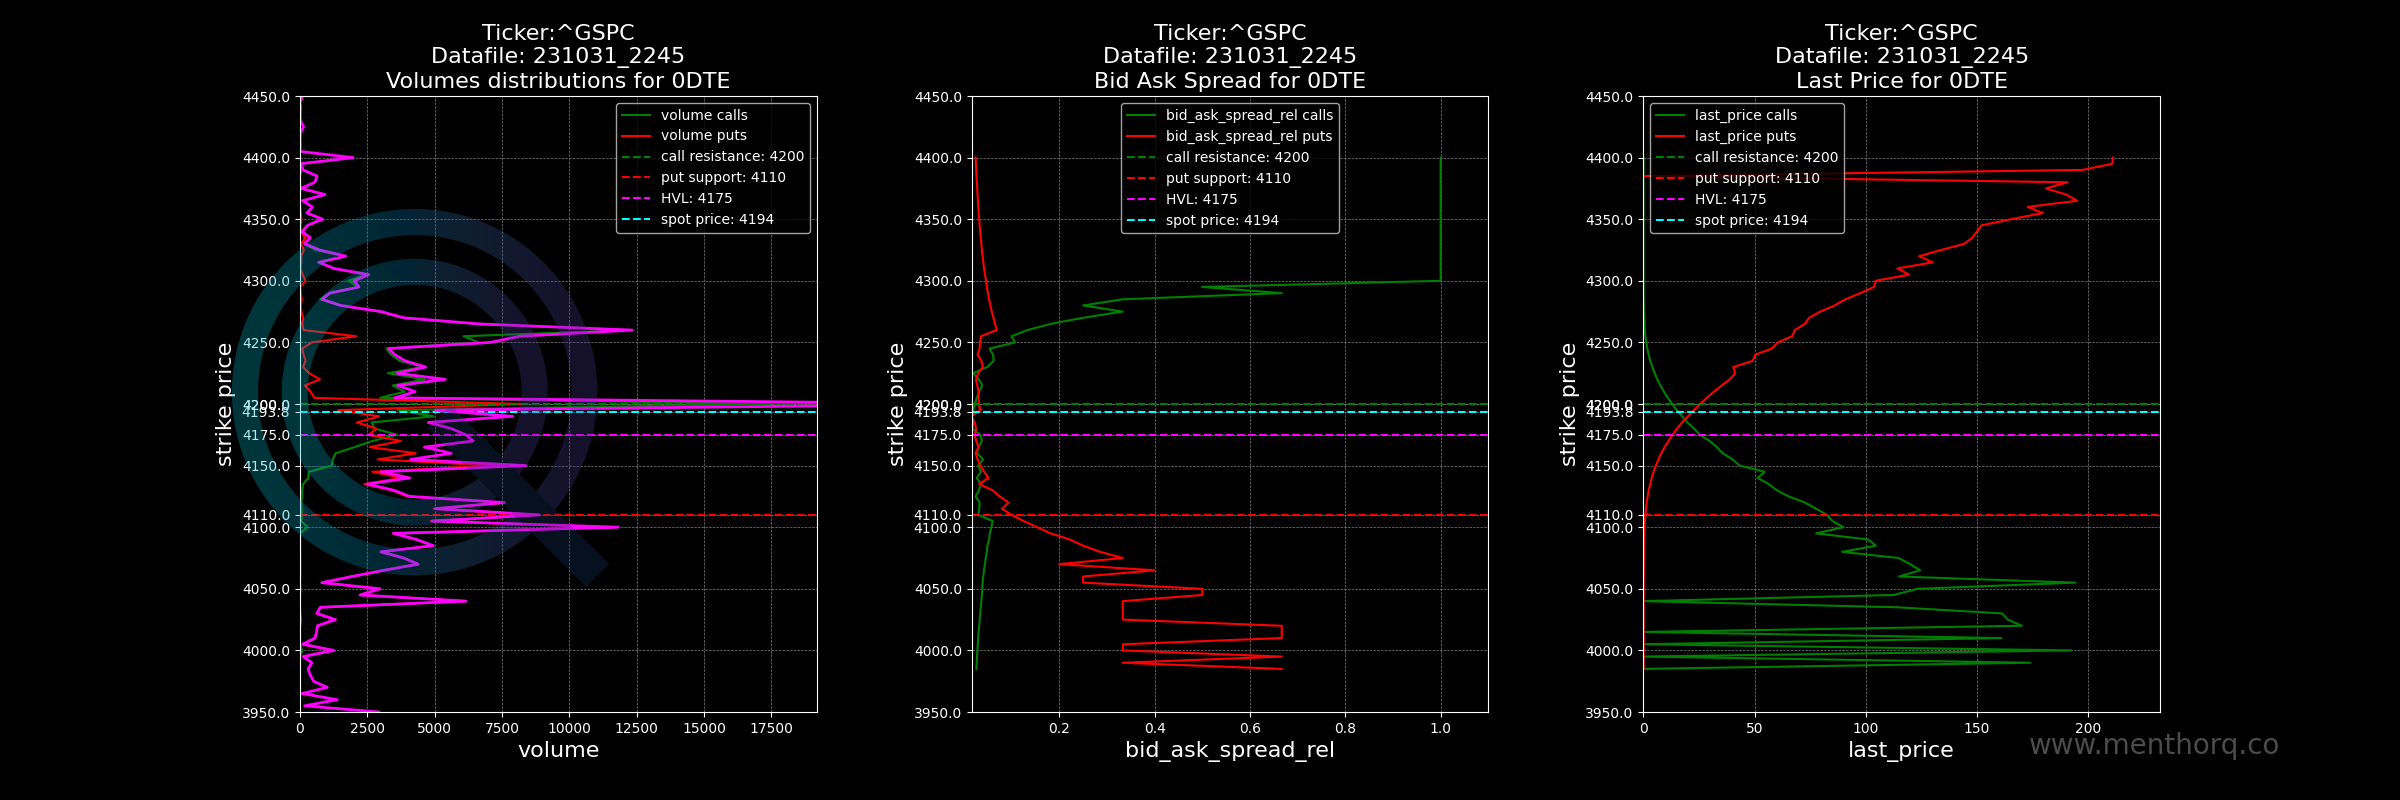 Ticker:^GSPC
Datafile: 231031_2245
Volumes distributions for 0DTE
volume calls
volume puts
call resistance: 4200
put support: 4110
HVL: 4175
spot price: 4194
4450.0
4400.0
4350.0
4300.0
4250.0
4200.0
4193.8
4175.0
4150.0
4110.0
4100.0
4050.0
4000.0
3950.0
strike price
0 2500 5000 7500 10000 12500 15000 17500
volume
Ticker:^GSPC
Datafile: 231031_2245
Bid Ask Spread for 0DTE
bid_ask_spread_rel calls
bid_ask_spread_rel puts
call resistance: 4200
put support: 4110
HVL: 4175
spot price: 4194
4450.0
4400.0
4350.0
4300.0
4250.0
4200.0
4193.8
4175.0
4150.0
4110.0
4100.0
4050.0
4000.0
3950.0
strike price
0.2 0.4 0.6 0.8 1.0
bid_ask_spread_rel
Ticker:^GSPC
Datafile: 231031_2245
Last Price for 0DTE
last_price calls
last_price puts
call resistance: 4200
put support: 4110
HVL: 4175
spot price: 4194
4450.0
4400.0
4350.0
4300.0
4250.0
4200.0
4193.8
4175.0
4150.0
4110.0
4100.0
4050.0
4000.0
3950.0
strike price
0 50 100 150 200
last_price
www.menthorq.co